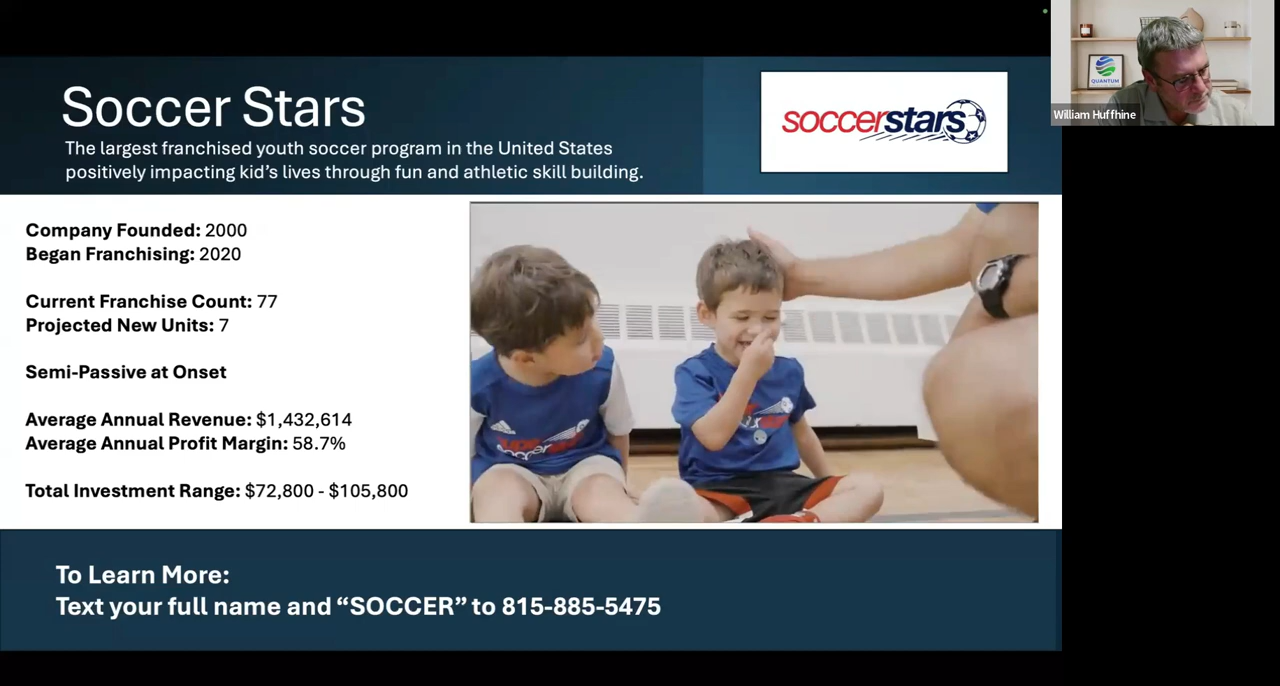 Soccer Stars
The largest franchised youth soccer program in the United States
positively impacting kid's lives through fun and athletic skill building.
soccerstars
QUANTUM
William Huffhine
Company Founded: 2000
Began Franchising: 2020
Current Franchise Count: 77
Projected New Units: 7
Semi-Passive at Onset
Average Annual Revenue: $1,432,614
Average Annual Profit Margin: 58.7%
Total Investment Range: $72,800 - $105,800
soccer
To Learn More:
Text your full name and “SOCCER” to 815-885-5475